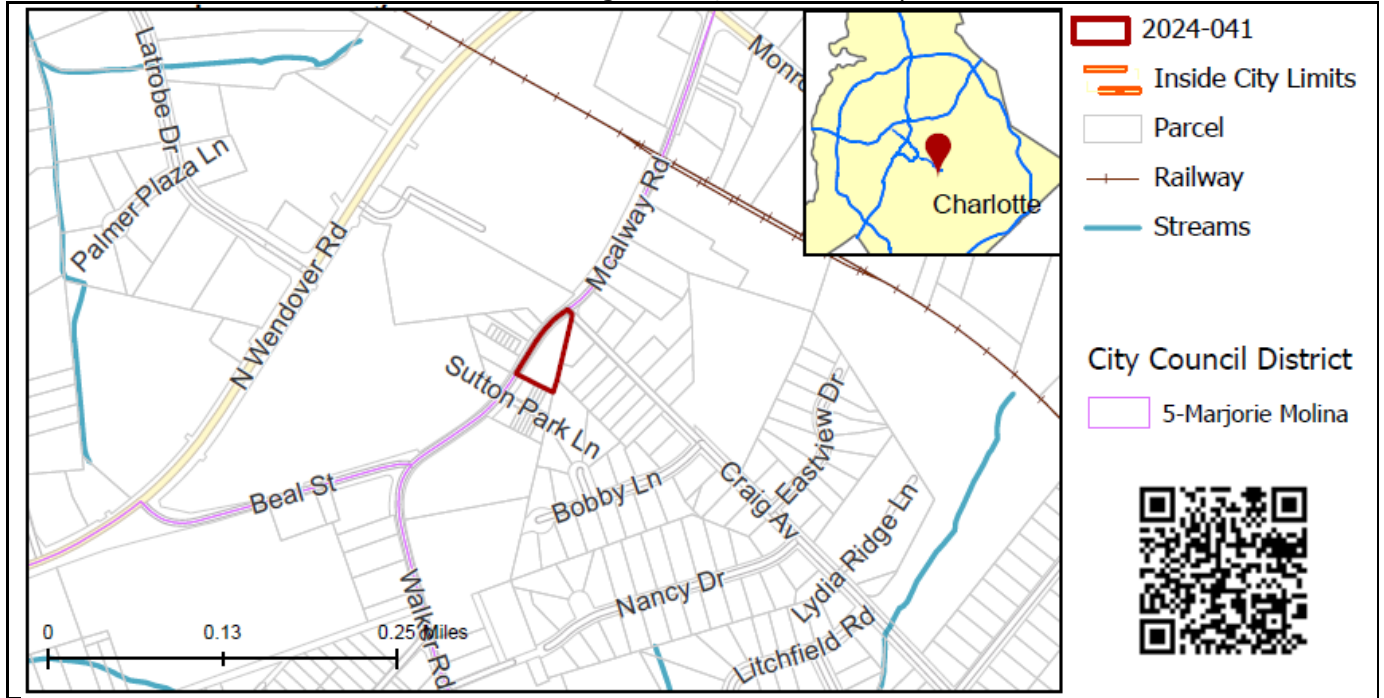 Latrobe Dr
Palmer Plaza Ln
N Wendover Rd
Mcalway Rd
Monro
Charlotte
Sutton Park Ln
Beal St
Bobby Ln
Craig Av
Eastview Dr
Lydia Ridge Ln
Nancy Dr
Walker Rd
Litchfield Rd
0 0.13 0.25 Miles
2024-041
Inside City Limits
Parcel
Railway
Streams
City Council District
5-Marjorie Molina